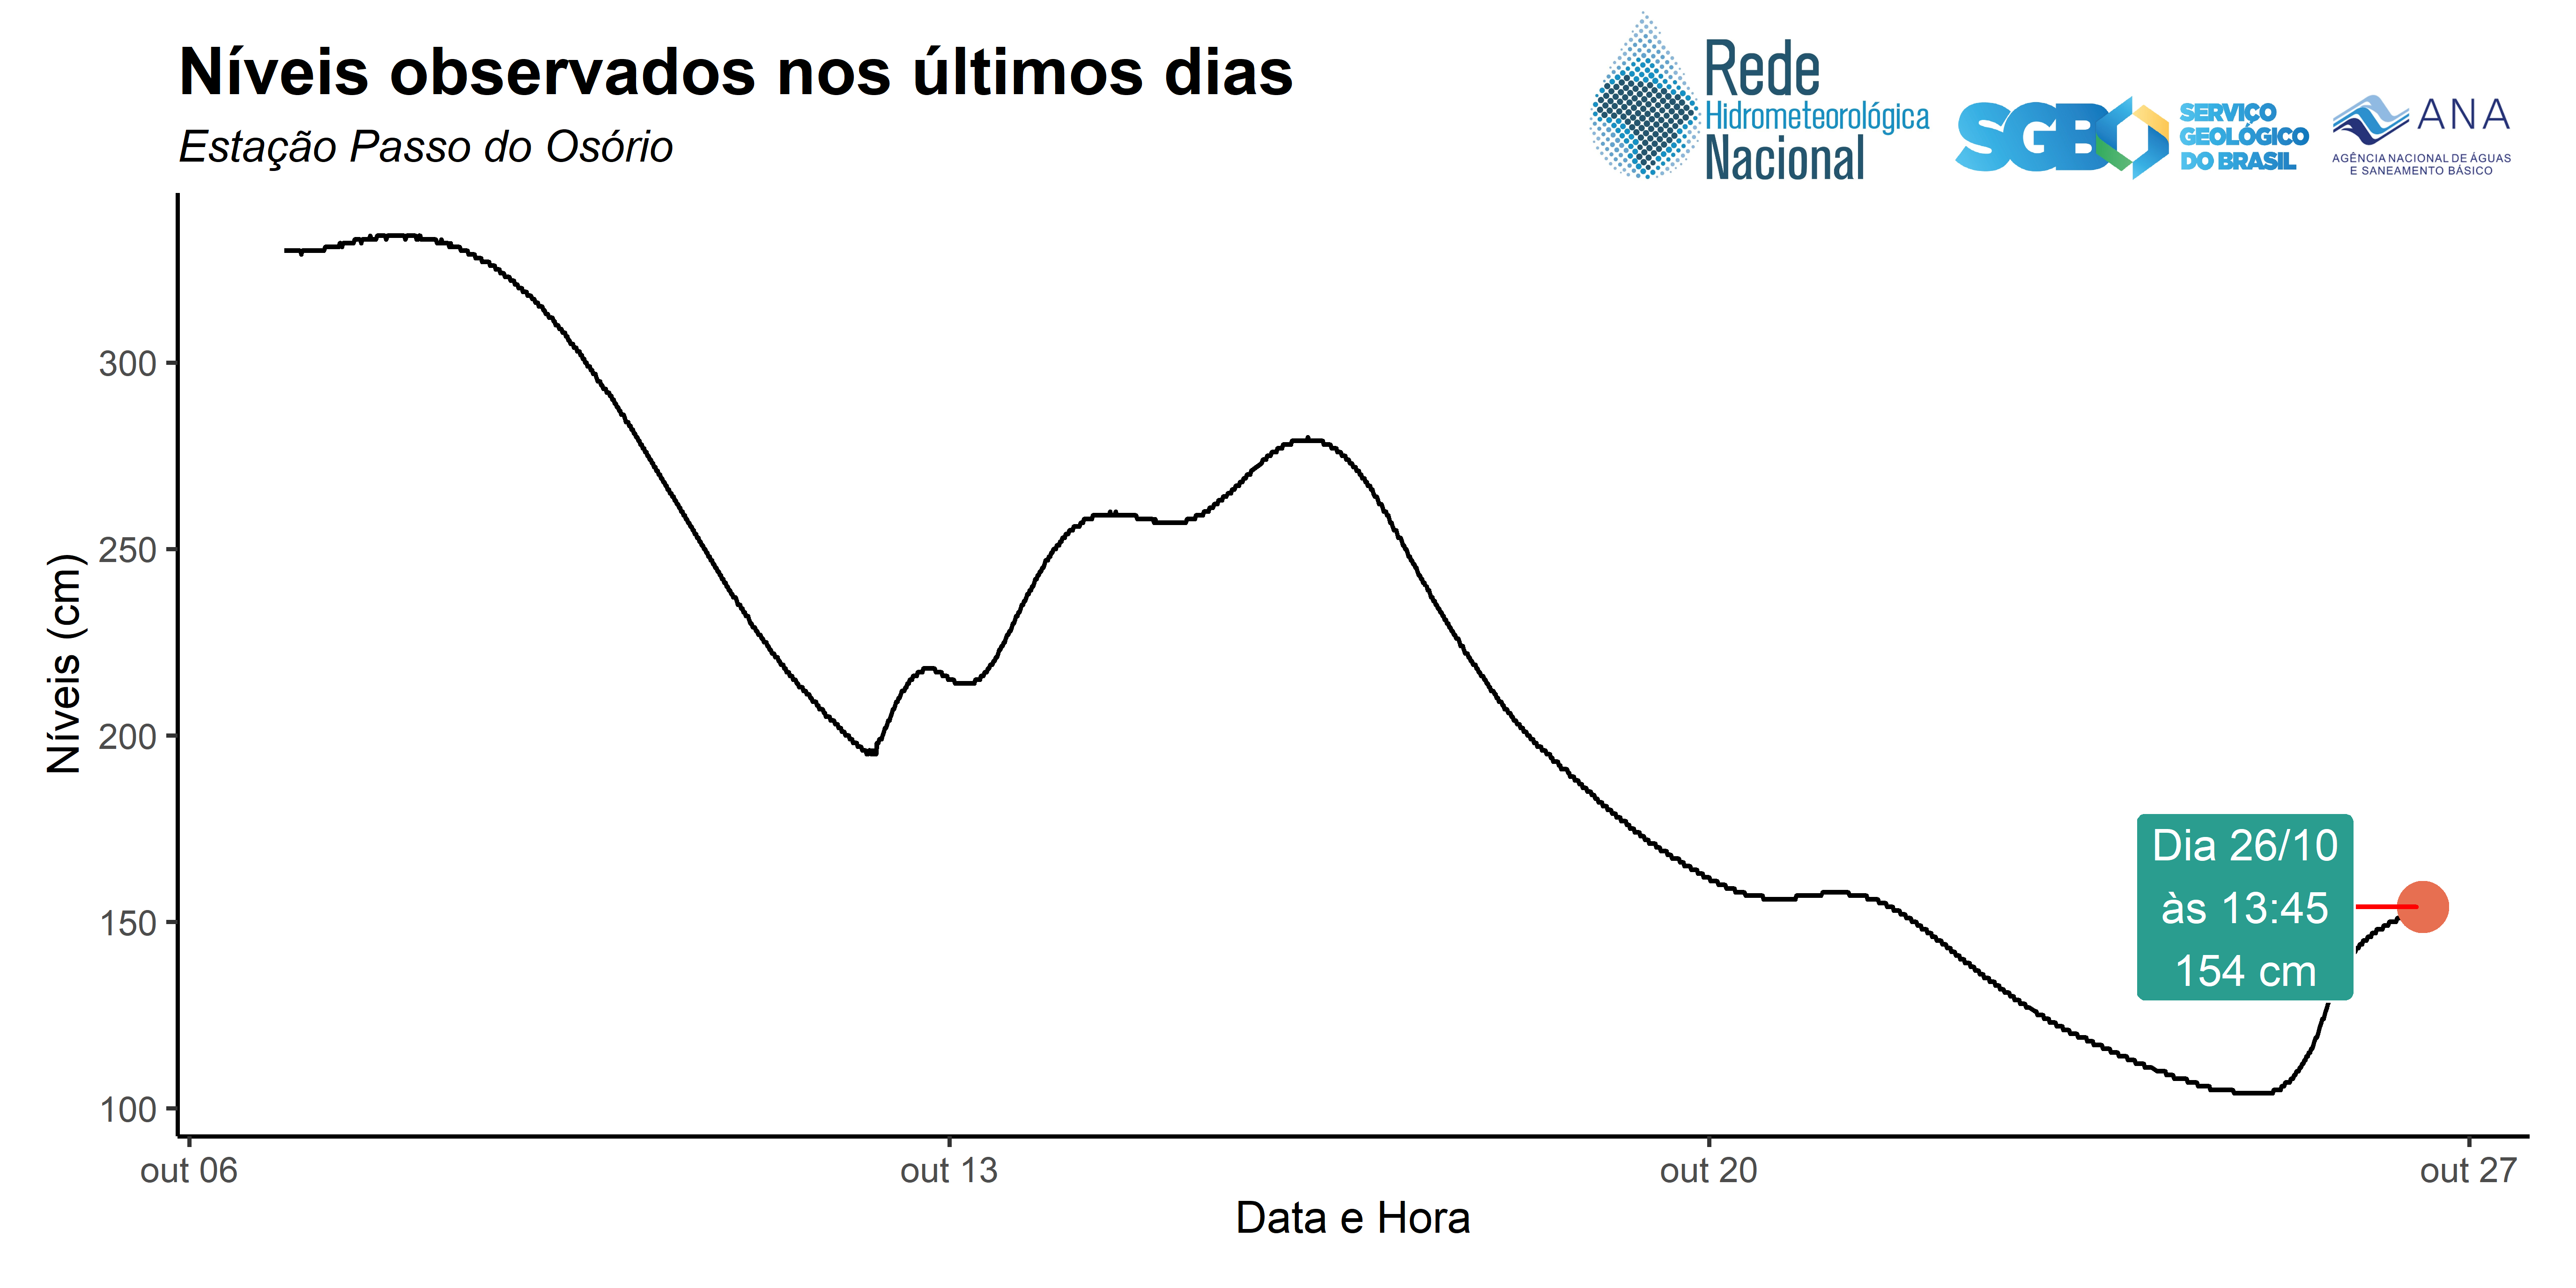 Níveis observados nos últimos dias
Estação Passo do Osório
Rede
Hidrometeorológica
Nacional
SGB
SERVIÇO
GEOLÓGICO
DO BRASIL
ANA
AGÊNCIA NACIONAL DE ÁGUAS
E SANEAMENTO BÁSICO
Níveis (cm)
300
250
200
150
100
Dia 26/10
às 13:45
154 cm
out 06
out 13
out 20
out 27
Data e Hora